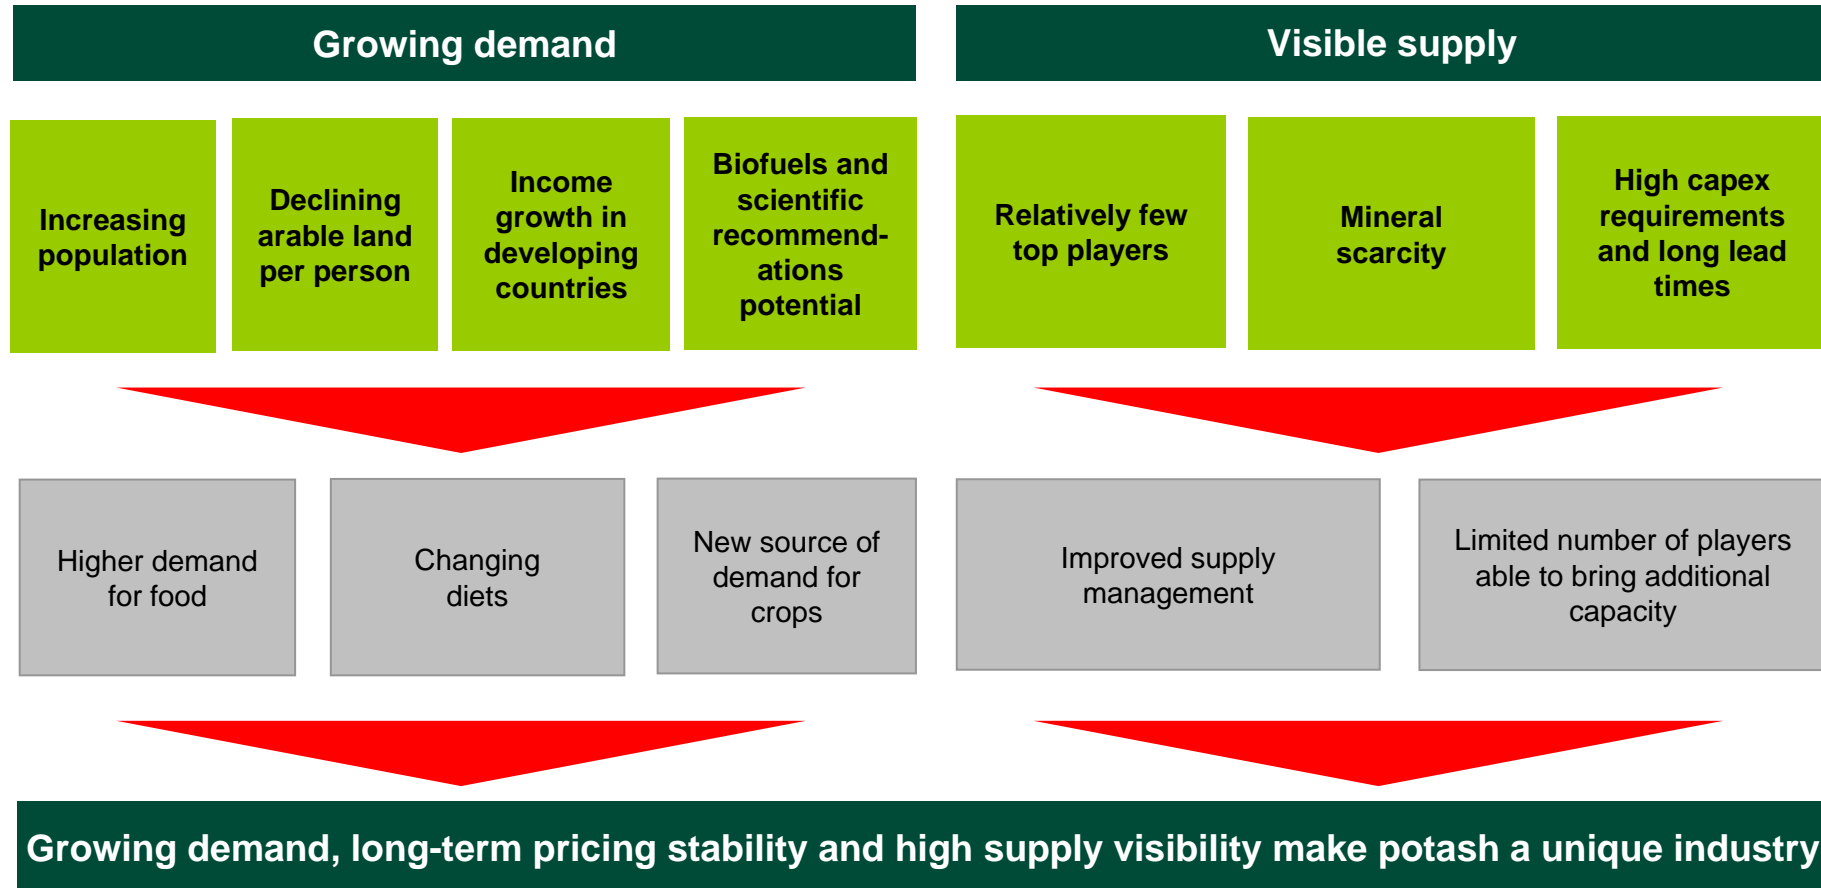 Growing demand
Visible supply
Increasing
population
Declining
arable land
per person
Income
growth in
developing
countries
Biofuels and
scientific
recommend-
ations
potential
Relatively few
top players
Mineral
scarcity
High capex
requirements
and long lead
times
Higher demand
for food
Changing
diets
New source of
demand for
crops
Improved supply
management
Limited number of players
able to bring additional
capacity
Growing demand, long-term pricing stability and high supply visibility make potash a unique industry